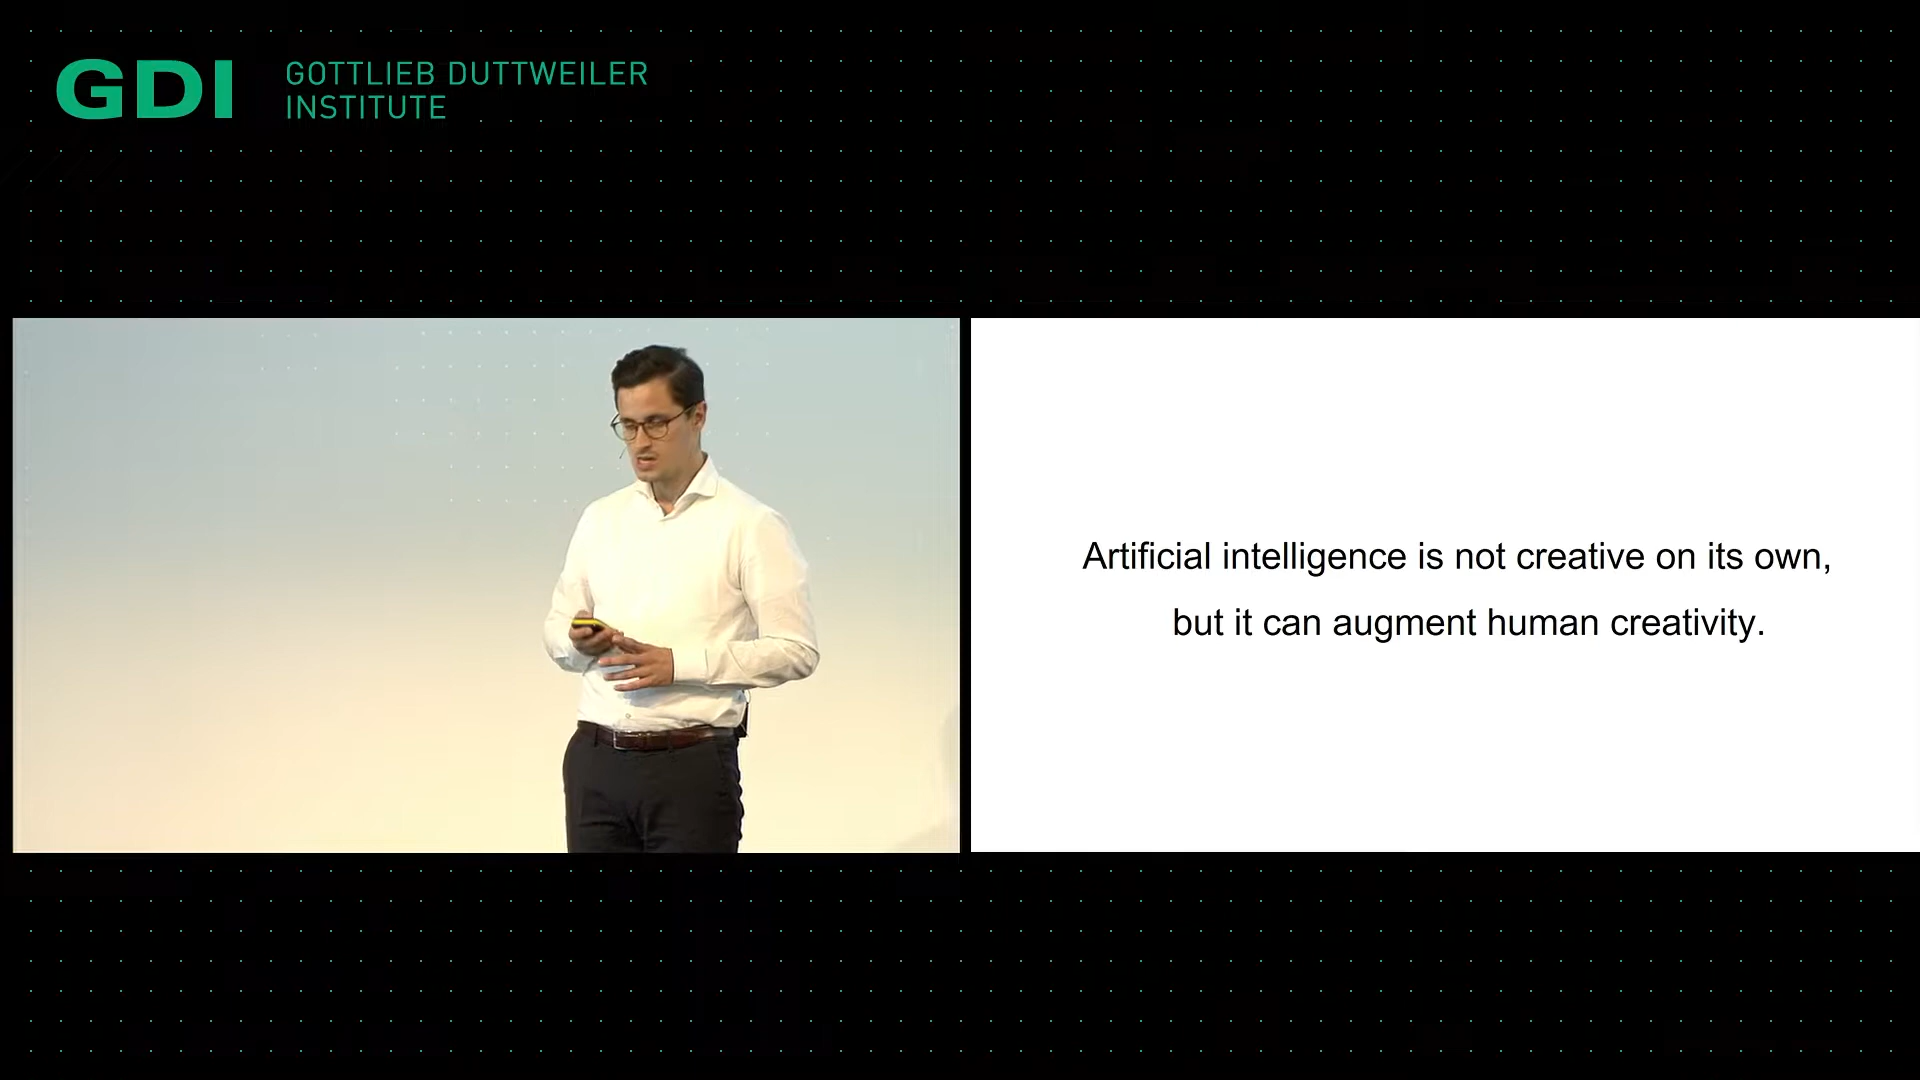 GDI
GOTTLIEB DUTTWEILER
INSTITUTE
Artificial intelligence is not creative on its own,
but it can augment human creativity.